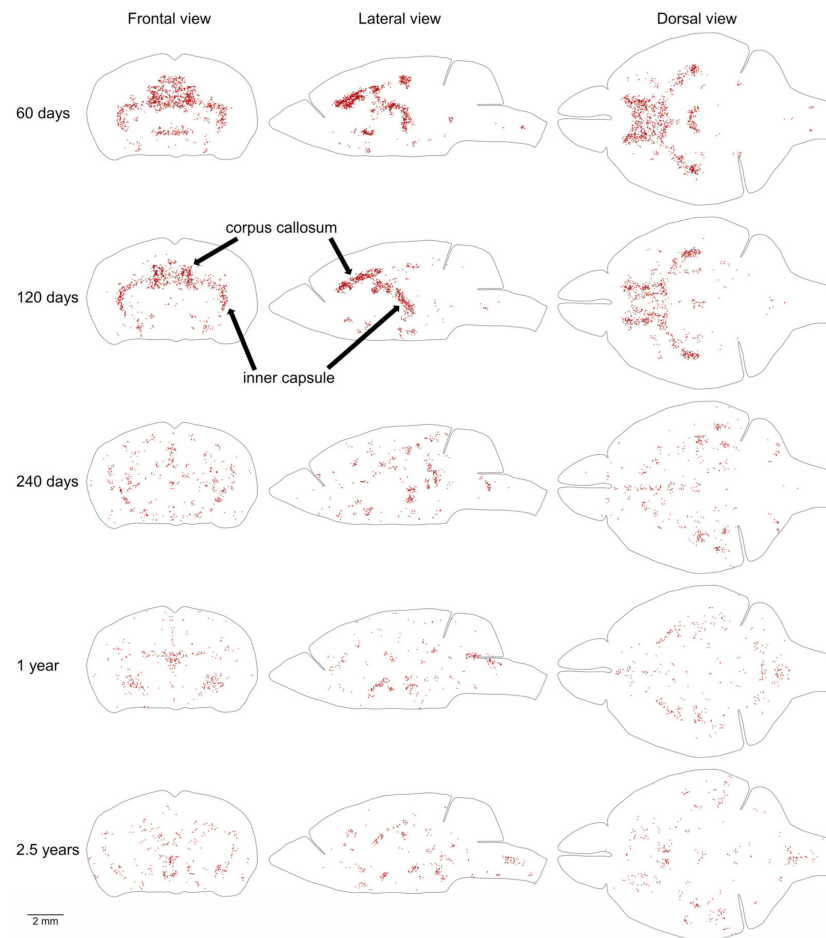 Frontal view
Lateral view
Dorsal view
60 days
corpus callosum
120 days
inner capsule
240 days
1 year
2.5 years
2 mm